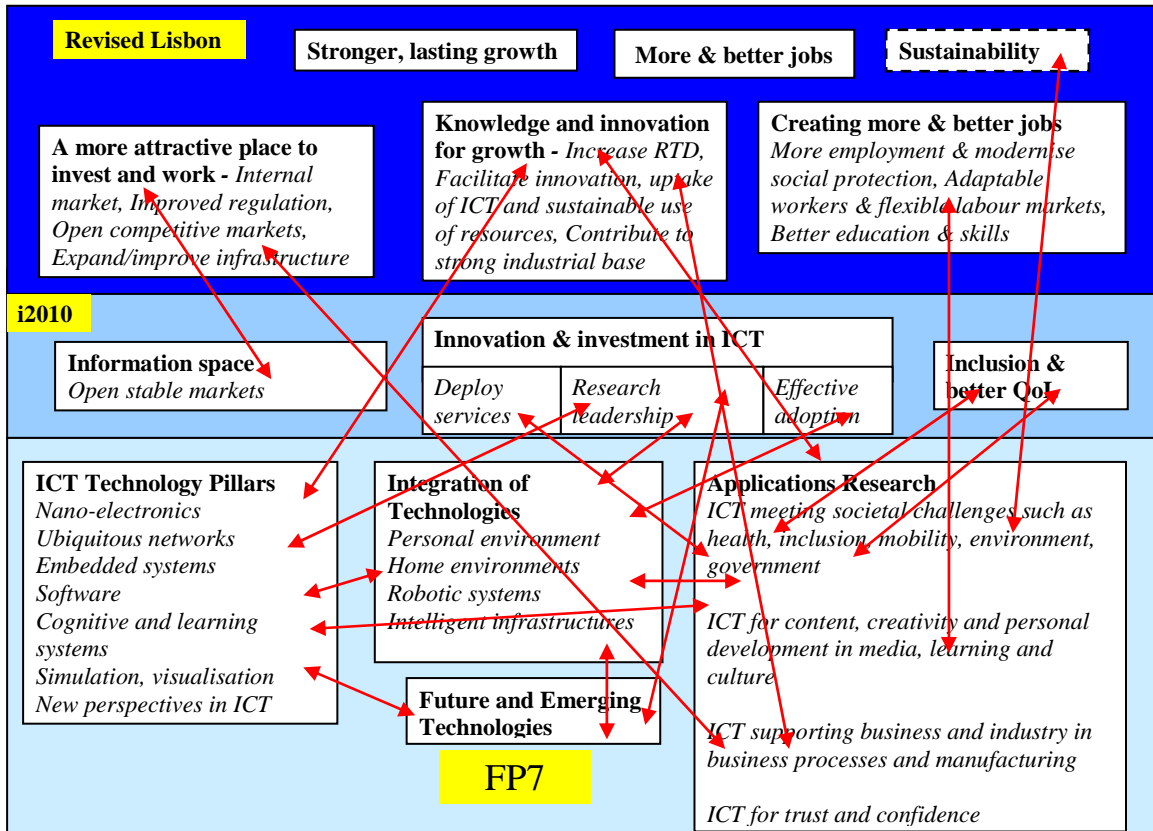 Revised Lisbon
Stronger, lasting growth
More & better jobs
Sustainability
A more attractive place to
invest and work - Internal
market, Improved regulation,
Open competitive markets,
Expand/improve infrastructure
Knowledge and innovation
for growth - Increase RTD,
Facilitate innovation, uptake
of ICT and sustainable use
of resources, Contribute to
strong industrial base
Creating more & better jobs
More employment & modernise
social protection, Adaptable
workers & flexible labour markets,
Better education & skills
i2010
Information space
Open stable markets
Innovation & investment in ICT
Deploy
services
Research
leadership
Effective
adoption
Inclusion &
better QoL
ICT Technology Pillars
Nano-electronics
Ubiquitous networks
Embedded systems
Software
Cognitive and learning
systems
Simulation, visualisation
New perspectives in ICT
Integration of
Technologies
Personal environment
Home environments
Robotic systems
Intelligent infrastructures
Future and Emerging
Technologies
FP7
Applications Research
ICT meeting societal challenges such as
health, inclusion, mobility, environment,
government
ICT for content, creativity and personal
development in media, learning and
culture
ICT supporting business and industry in
business processes and manufacturing
ICT for trust and confidence